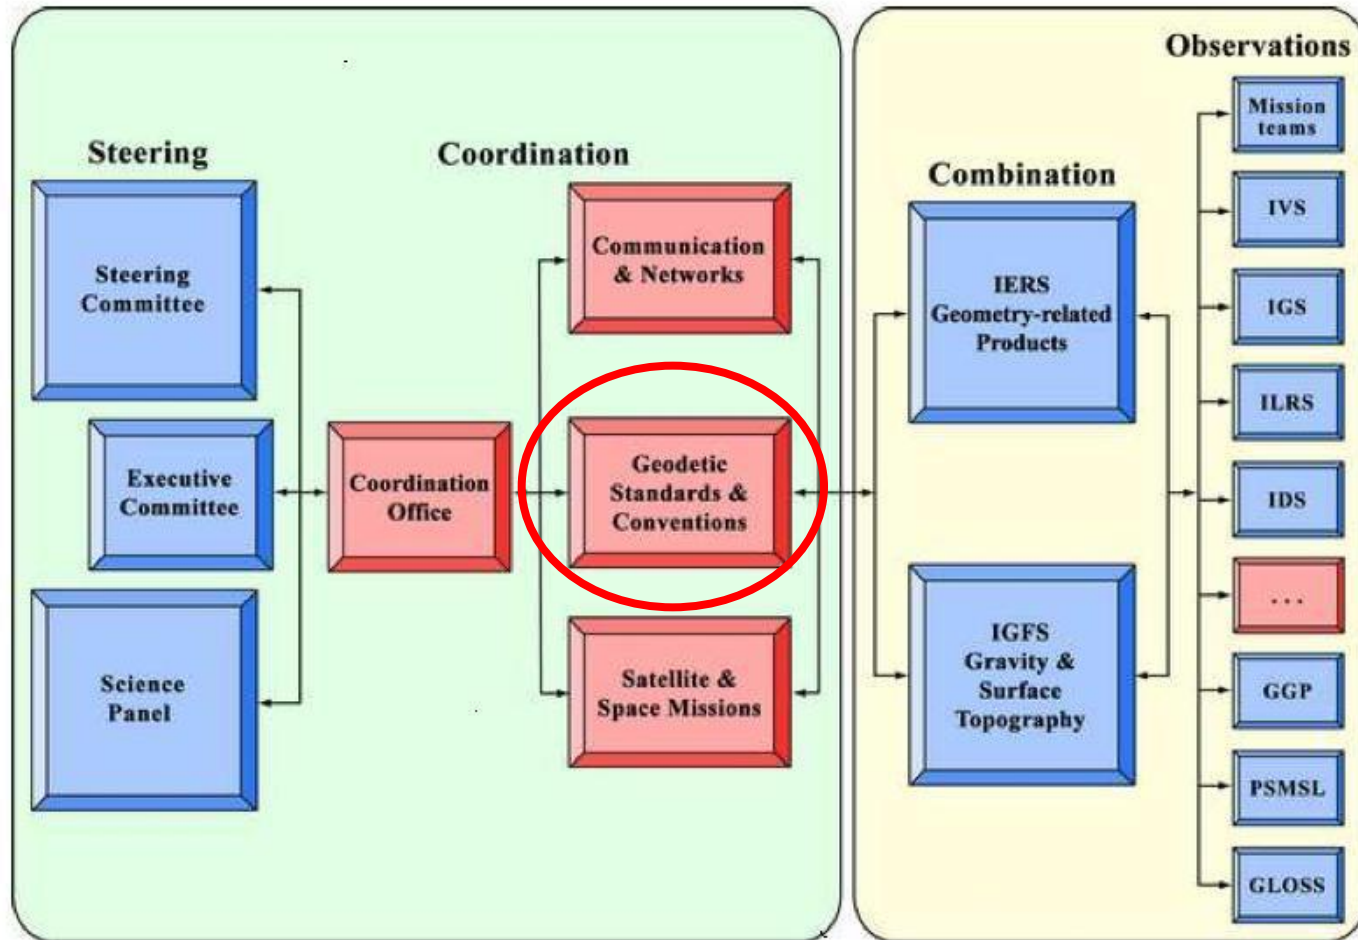 Steering
Steering
Committee
Executive
Committee
Science
Panel
Coordination
Coordination
Office
Communication
& Networks
Geodetic
Standards &
Conventions
Satellite &
Space Missions
Combination
IERS
Geometry-related
Products
IGFS
Gravity &
Surface
Topography
Observations
Mission
teams
IVS
IGS
ILRS
IDS
. . .
GGP
PSMSL
GLOSS